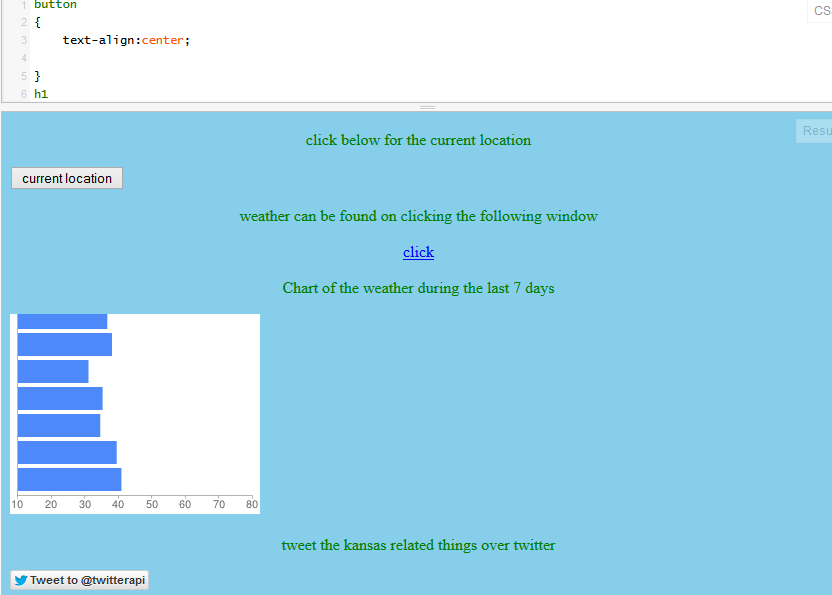 1 button
2 {
3 text-align:center;
4
5 }
6 h1
CS
Resu
click below for the current location
current location
weather can be found on clicking the following window
click
Chart of the weather during the last 7 days
10 20 30 40 50 60 70 80
tweet the kansas related things over twitter
Tweet to @twitterapi